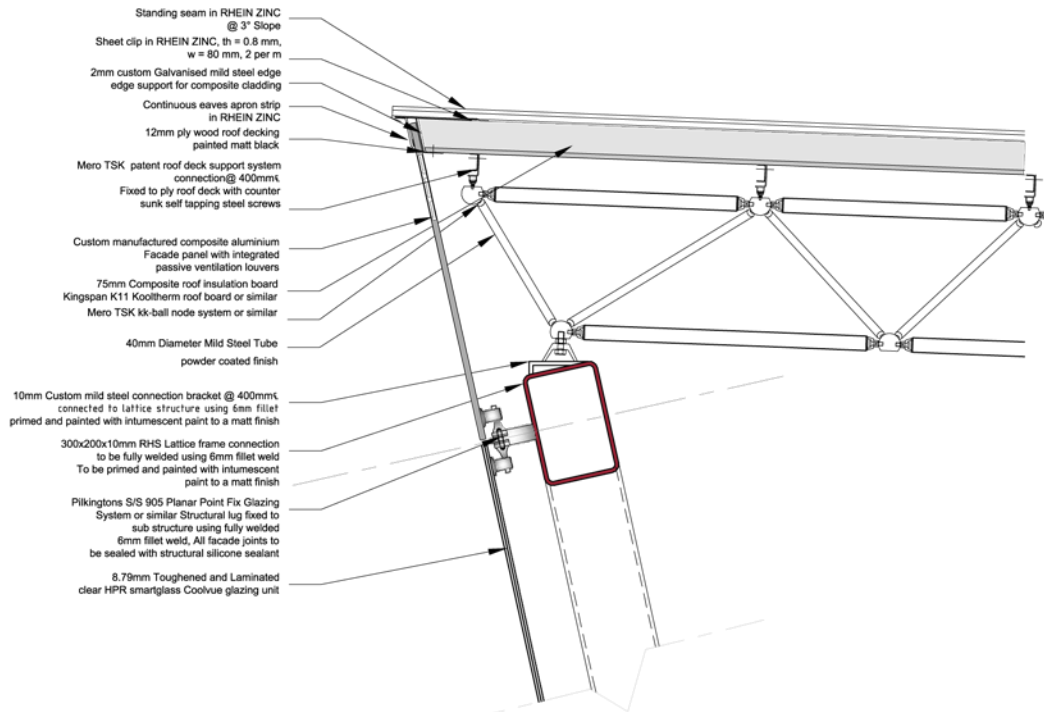 Standing seam in RHEIN ZINC
@ 3° Slope
Sheet clip in RHEIN ZINC, th = 0.8 mm,
w = 80 mm, 2 per m
2mm custom Galvanised mild steel edge
edge support for composite cladding
Continuous eaves apron strip
in RHEIN ZINC
12mm ply wood roof decking
painted matt black
Mero TSK patent roof deck support system
connection@ 400mm℄
Fixed to ply roof deck with counter
sunk self tapping steel screws
Custom manufactured composite aluminium
Facade panel with integrated
passive ventilation louvers
75mm Composite roof insulation board
Kingspan K11 Kooltherm roof board or similar
Mero TSK kk-ball node system or similar
40mm Diameter Mild Steel Tube
powder coated finish
10mm Custom mild steel connection bracket @ 400mm℄
connected to lattice structure using 6mm fillet
primed and painted with intumescent paint to a matt finish
300x200x10mm RHS Lattice frame connection
to be fully welded using 6mm fillet weld
To be primed and painted with intumescent
paint to a matt finish
Pilkingtons S/S 905 Planar Point Fix Glazing
System or similar Structural lug fixed to
sub structure using fully welded
6mm fillet weld, All facade joints to
be sealed with structural silicone sealant
8.79mm Toughened and Laminated
clear HPR smartglass Coolvue glazing unit